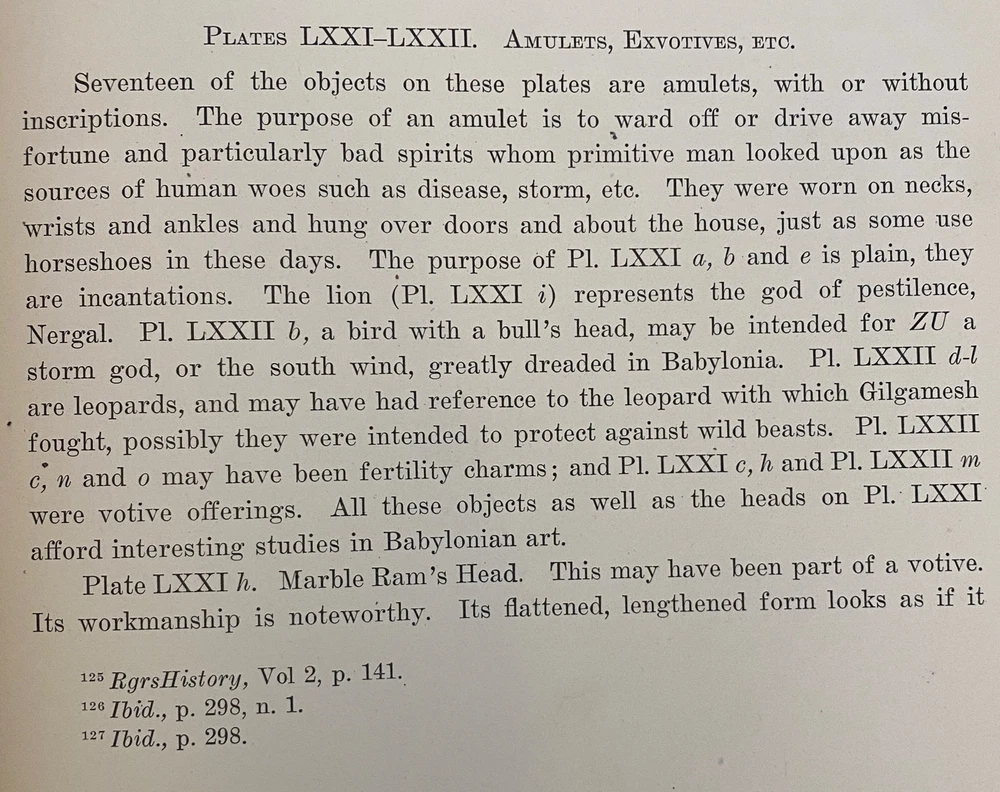 PLATES LXXI–LXXII. AMULETS, EXVOTIVES, ETC.
Seventeen of the objects on these plates are amulets, with or without
inscriptions. The purpose of an amulet is to ward off or drive away mis-
fortune and particularly bad spirits whom primitive man looked upon as the
sources of human woes such as disease, storm, etc. They were worn on necks,
wrists and ankles and hung over doors and about the house, just as some use
horseshoes in these days. The purpose of Pl. LXXI a, b and e is plain, they
are incantations. The lion (Pl. LXXI i) represents the god of pestilence,
Nergal. Pl. LXXII b, a bird with a bull's head, may be intended for ZU a
storm god, or the south wind, greatly dreaded in Babylonia. Pl. LXXII d-l
are leopards, and may have had reference to the leopard with which Gilgamesh
fought, possibly they were intended to protect against wild beasts. Pl. LXXII
c, n and o may have been fertility charms; and Pl. LXXI c, h and Pl. LXXII m
were votive offerings. All these objects as well as the heads on Pl. LXXI
afford interesting studies in Babylonian art.
Plate LXXI h. Marble Ram's Head. This may have been part of a votive.
Its workmanship is noteworthy. Its flattened, lengthened form looks as if it
125 RgrsHistory, Vol 2, p. 141.
126 Ibid., p. 298, n. 1.
127 Ibid., p. 298.